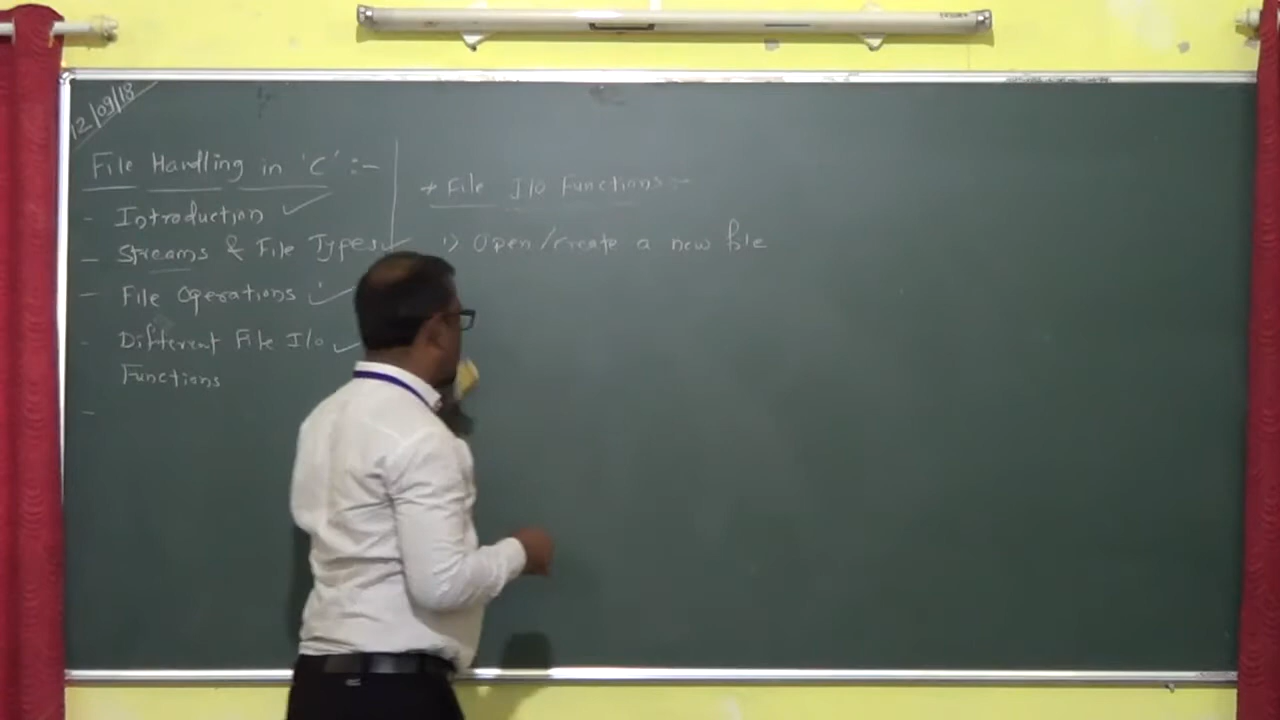 12/09/18
File Handling in 'C' :-
- Introduction ✓
- Streams & File Types ✓
- File Operations ✓
- Different File I/O ✓
Functions
-
* File I/O Functions :-
1) Open/create a new file